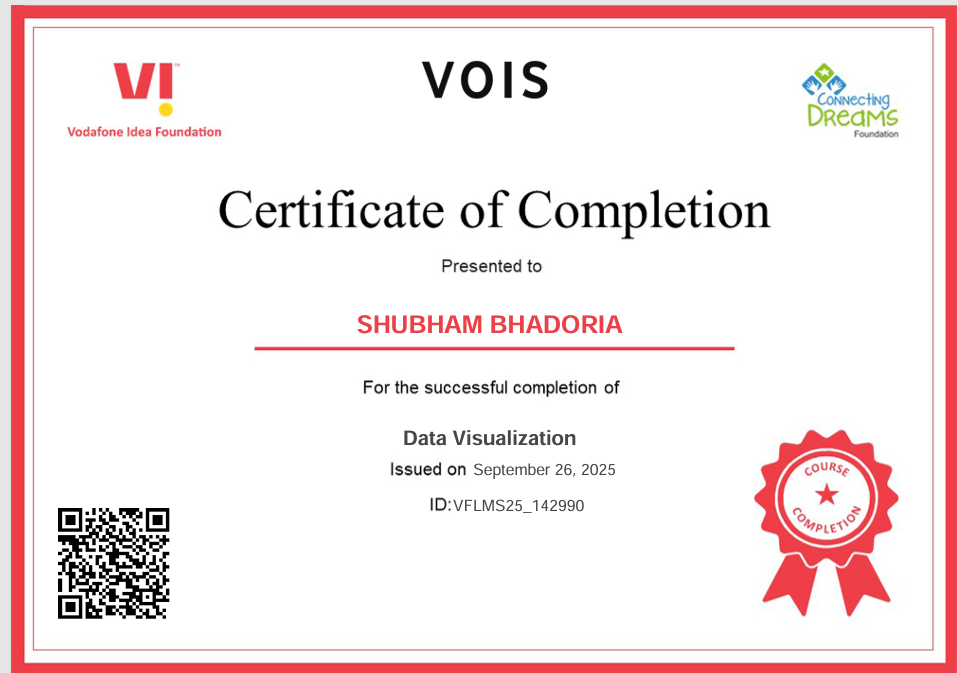 VI™
Vodafone Idea Foundation
VOIS
Connecting
Dreams
Foundation
Certificate of Completion
Presented to
SHUBHAM BHADORIA
For the successful completion of
Data Visualization
Issued on September 26, 2025
ID:VFLMS25_142990
COURSE
COMPLETION